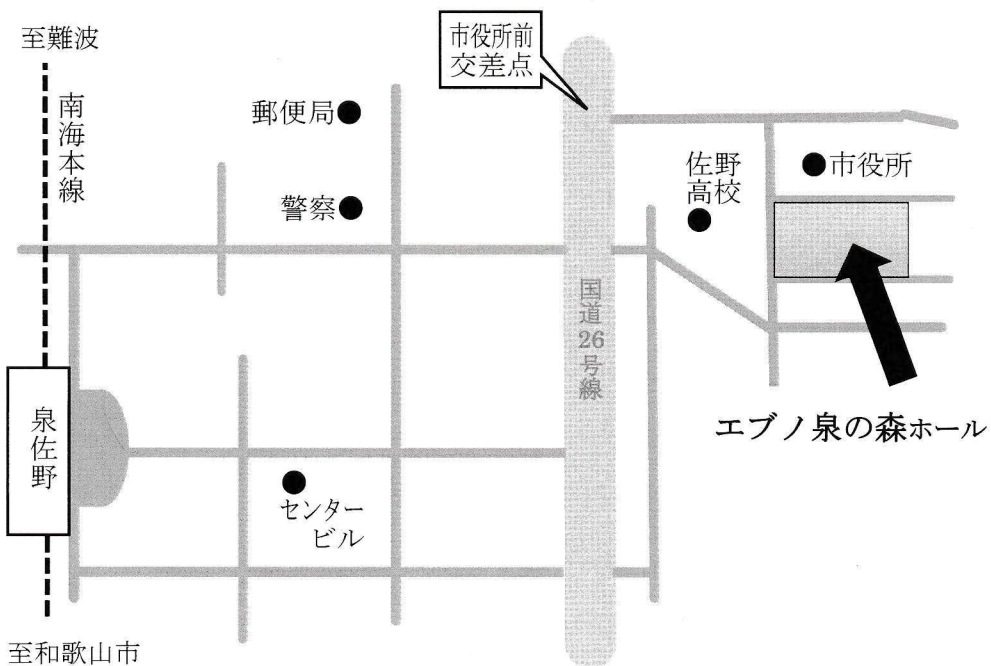 至難波
市役所前
交差点
南海本線
郵便局
佐野
高校
市役所
警察
国道26号線
泉佐野
エブノ泉の森ホール
センター
ビル
至和歌山市